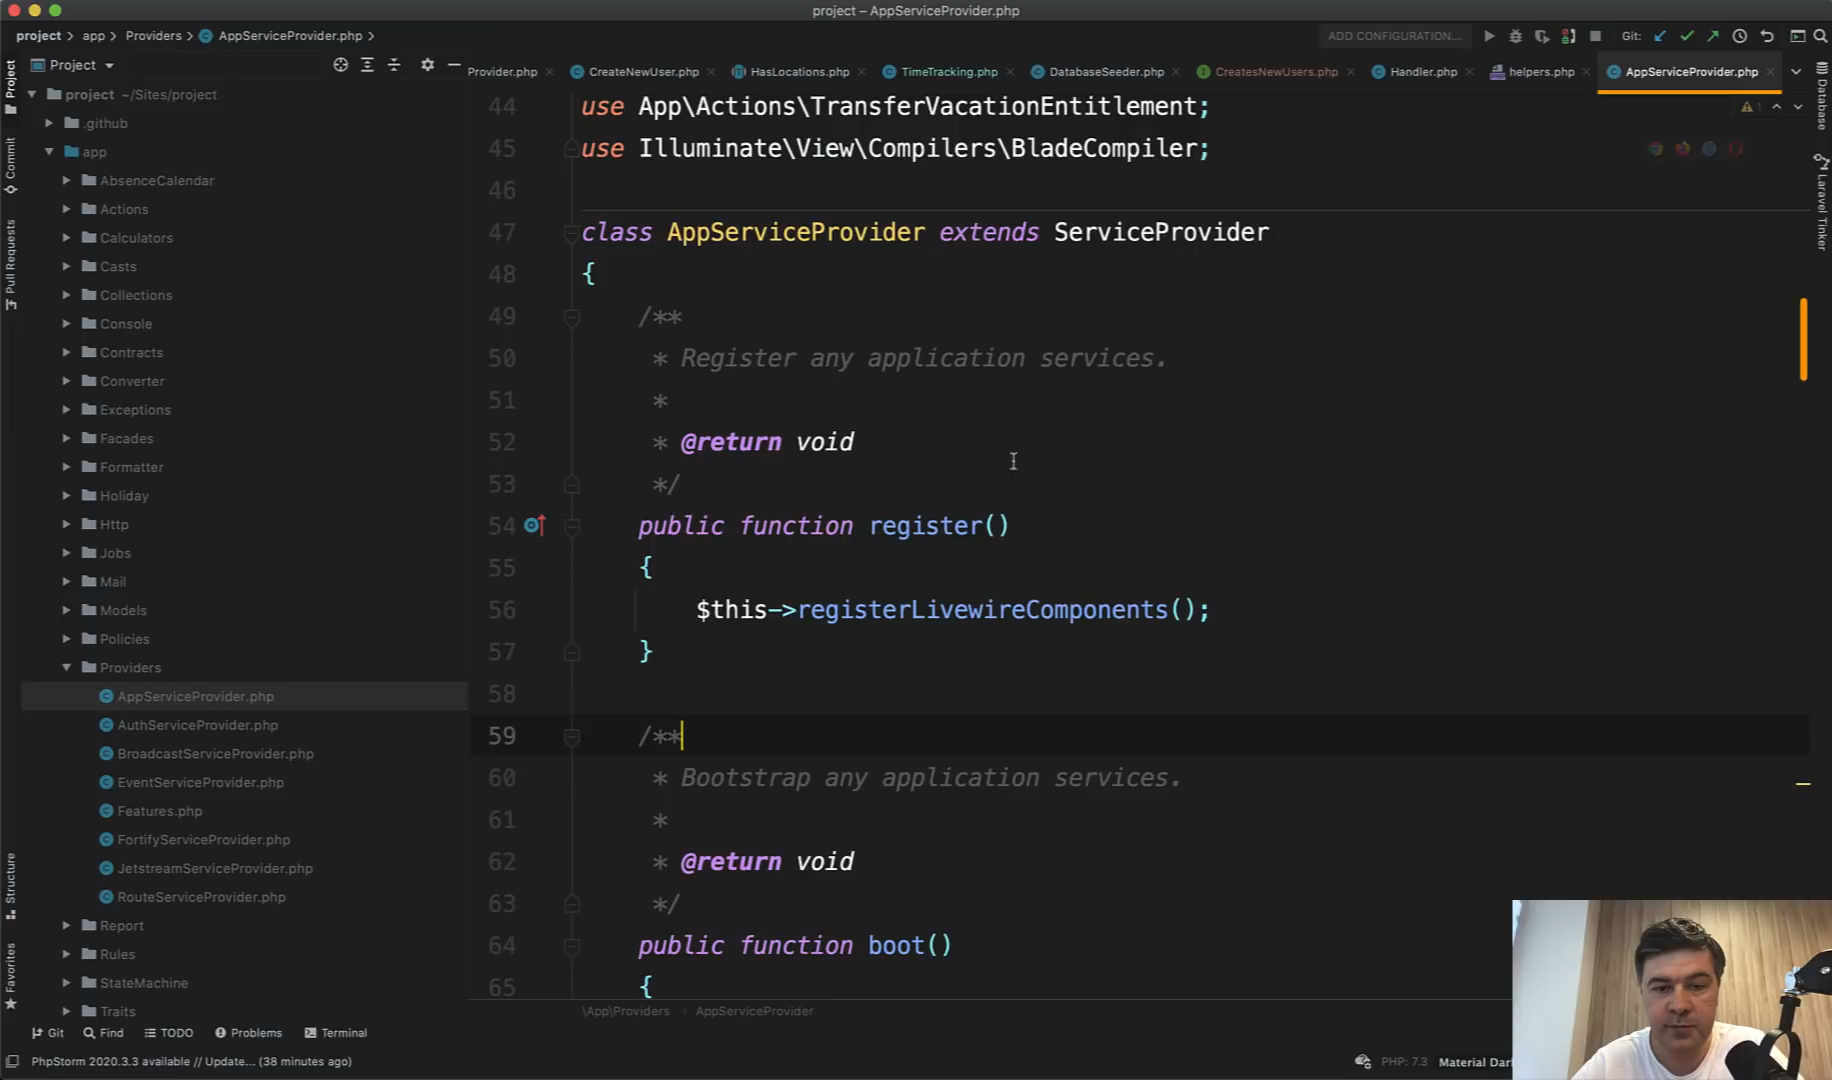 project – AppServiceProvider.php
project > app > Providers > AppServiceProvider.php >
ADD CONFIGURATION...
Git:
Project
Provider.php
CreateNewUser.php
HasLocations.php
TimeTracking.php
DatabaseSeeder.php
CreatesNewUsers.php
Handler.php
helpers.php
AppServiceProvider.php
Project
Commit
Pull Requests
Structure
Favorites
project ~/Sites/project
.github
app
AbsenceCalendar
Actions
Calculators
Casts
Collections
Console
Contracts
Converter
Exceptions
Facades
Formatter
Holiday
Http
Jobs
Mail
Models
Policies
Providers
AppServiceProvider.php
AuthServiceProvider.php
BroadcastServiceProvider.php
EventServiceProvider.php
Features.php
FortifyServiceProvider.php
JetstreamServiceProvider.php
RouteServiceProvider.php
Report
Rules
StateMachine
Traits
44 use App\Actions\TransferVacationEntitlement;
45 use Illuminate\View\Compilers\BladeCompiler;
46
47 class AppServiceProvider extends ServiceProvider
48 {
49 /**
50 * Register any application services.
51 *
52 * @return void
53 */
54 public function register()
55 {
56 $this->registerLivewireComponents();
57 }
58
59 /**
60 * Bootstrap any application services.
61 *
62 * @return void
63 */
64 public function boot()
65 {
1
Database
Laravel Tinker
\App\Providers > AppServiceProvider
Git
Find
TODO
Problems
Terminal
PhpStorm 2020.3.3 available // Update... (38 minutes ago)
PHP: 7.3
Material Dar